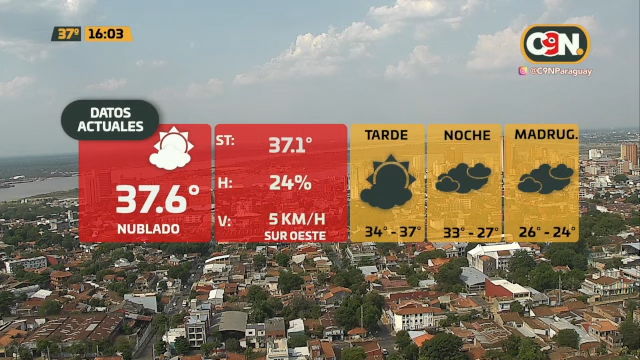 37º 16:03
C9N
@C9NParaguay
DATOS
ACTUALES
37.6°
NUBLADO
ST: 37.1°
H: 24%
V: 5 KM/H
SUR OESTE
TARDE
34° - 37°
NOCHE
33° - 27°
MADRUG.
26° - 24°